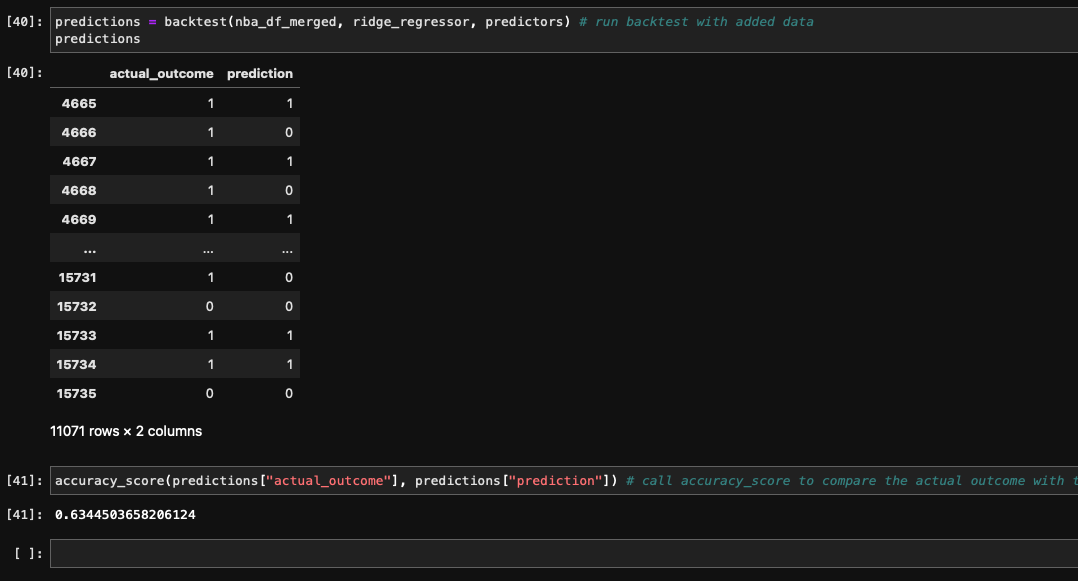 [40]: predictions = backtest(nba_df_merged, ridge_regressor, predictors) # run backtest with added data
predictions
[40]: actual_outcome prediction
4665 1 1
4666 1 0
4667 1 1
4668 1 0
4669 1 1
... ... ...
15731 1 0
15732 0 0
15733 1 1
15734 1 1
15735 0 0
11071 rows × 2 columns
[41]: accuracy_score(predictions["actual_outcome"], predictions["prediction"]) # call accuracy_score to compare the actual outcome with
[41]: 0.6344503658206124
[ ]: